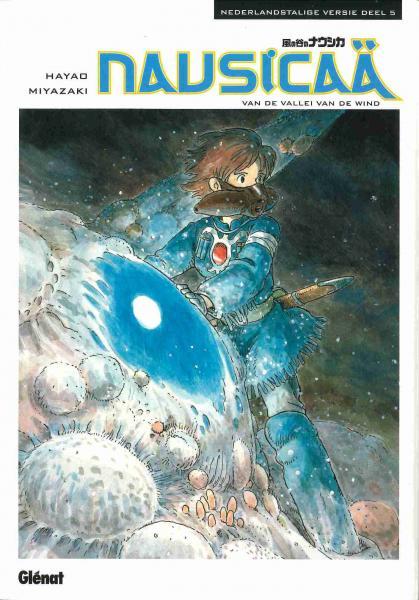 NEDERLANDSTALIGE VERSIE DEEL 5
風の谷のナウシカ
HAYAO
MIYAZAKI
NAUSICAÄ
VAN DE VALLEI VAN DE WIND
Glénat